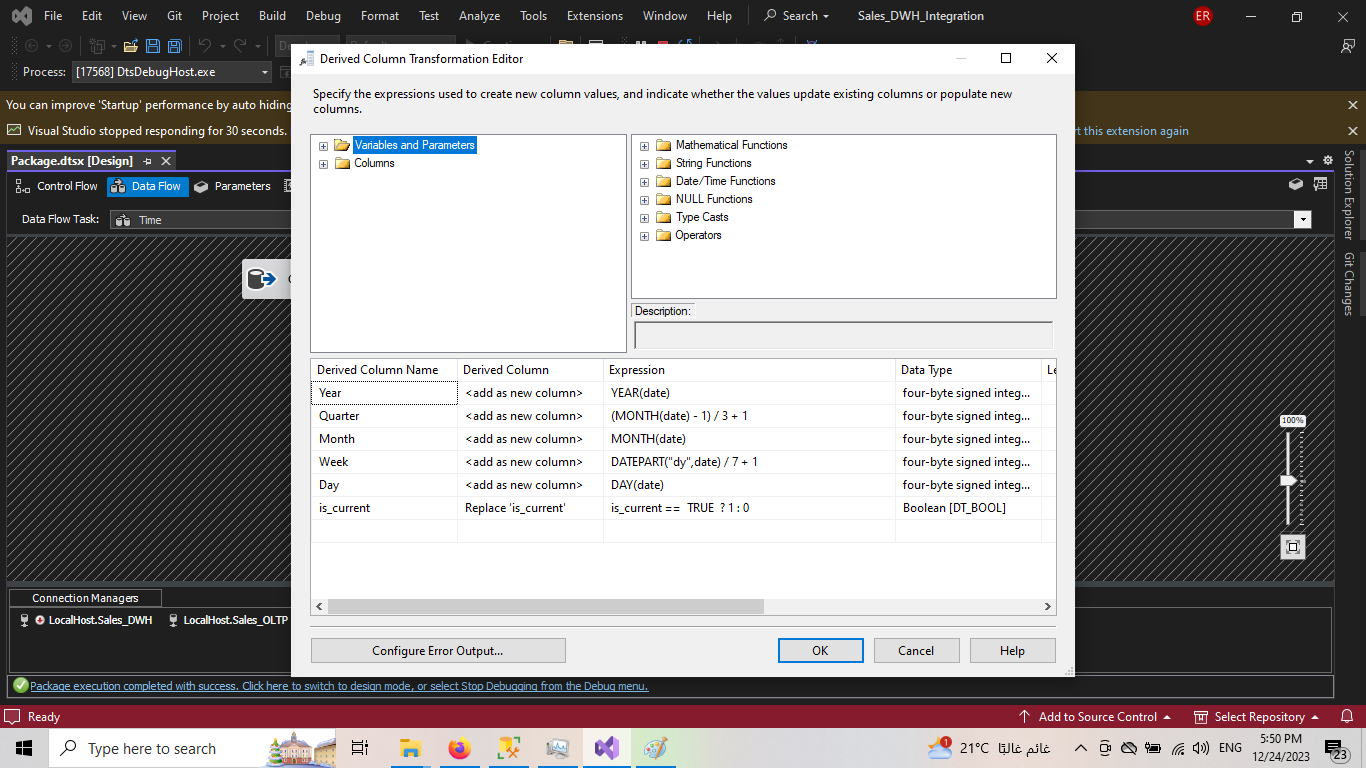 File Edit View Git Project Build Debug Format Test Analyze Tools Extensions Window Help Search Sales_DWH_Integration ER
Process: [17568] DtsDebugHost.exe
Derived Column Transformation Editor
You can improve 'Startup' performance by auto hiding
Visual Studio stopped responding for 30 seconds.
rt this extension again
Specify the expressions used to create new column values, and indicate whether the values update existing columns or populate new
columns.
Package.dtsx [Design]
Control Flow Data Flow Parameters
Data Flow Task: Time
Variables and Parameters
Columns
Mathematical Functions
String Functions
Date/Time Functions
NULL Functions
Type Casts
Operators
Description:
Solution Explorer
Git Changes
Derived Column Name Derived Column Expression Data Type Le
Year <add as new column> YEAR(date) four-byte signed integ...
Quarter <add as new column> (MONTH(date) - 1) / 3 + 1 four-byte signed integ...
Month <add as new column> MONTH(date) four-byte signed integ...
Week <add as new column> DATEPART("dy",date) / 7 + 1 four-byte signed integ...
Day <add as new column> DAY(date) four-byte signed integ...
is_current Replace 'is_current' is_current == TRUE ? 1 : 0 Boolean [DT_BOOL]
100%
Configure Error Output... OK Cancel Help
Connection Managers
LocalHost.Sales_DWH LocalHost.Sales_OLTP
Package execution completed with success. Click here to switch to design mode, or select Stop Debugging from the Debug menu.
Ready Add to Source Control Select Repository
Type here to search 1 21°C غائم غالبًا ENG 5:50 PM
12/24/2023 23